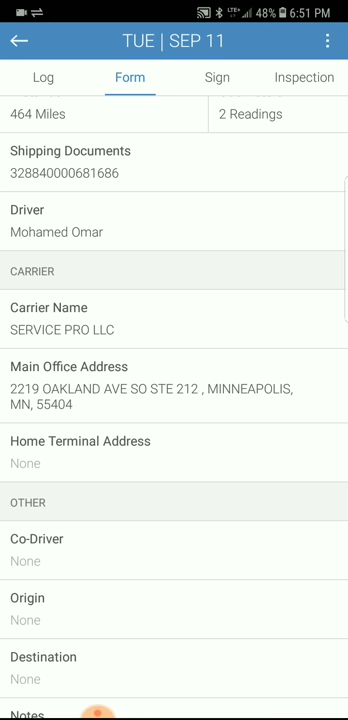 LTE+ 48% 6:51 PM
TUE | SEP 11
Log Form Sign Inspection
464 Miles 2 Readings
Shipping Documents
328840000681686
Driver
Mohamed Omar
CARRIER
Carrier Name
SERVICE PRO LLC
Main Office Address
2219 OAKLAND AVE SO STE 212 , MINNEAPOLIS,
MN, 55404
Home Terminal Address
None
OTHER
Co-Driver
None
Origin
None
Destination
None
Notes